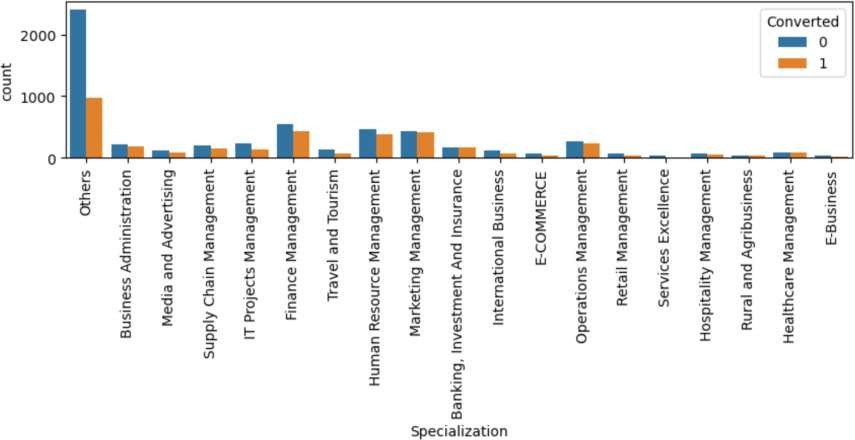 2000
1000
0
count
Converted
0
1
Others
Business Administration
Media and Advertising
Supply Chain Management
IT Projects Management
Finance Management
Travel and Tourism
Human Resource Management
Marketing Management
Banking, Investment And Insurance
International Business
E-COMMERCE
Operations Management
Retail Management
Services Excellence
Hospitality Management
Rural and Agribusiness
Healthcare Management
E-Business
Specialization